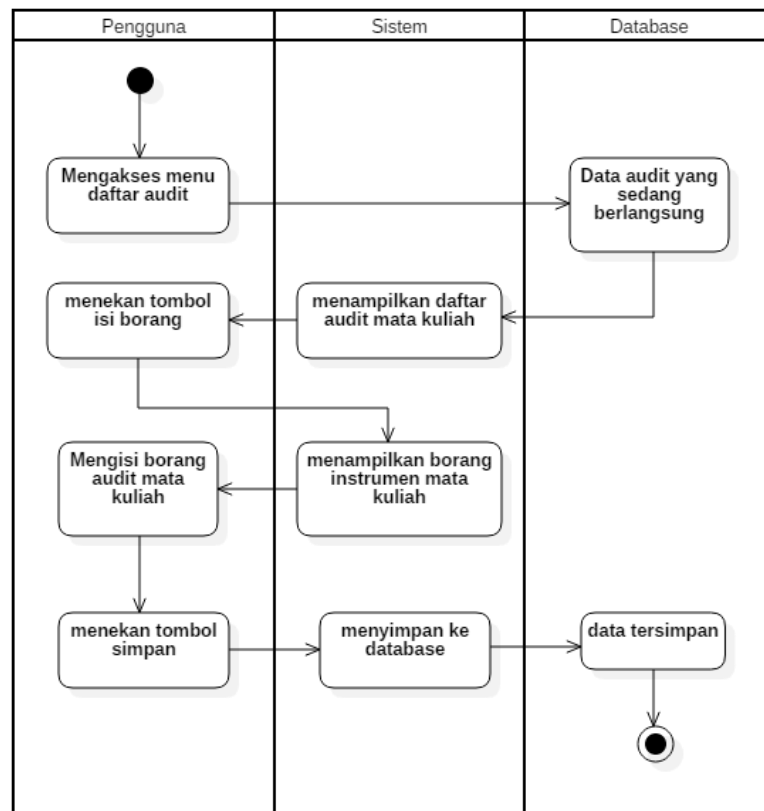 Pengguna
Sistem
Database
Mengakses menu
daftar audit
Data audit yang
sedang
berlangsung
menekan tombol
isi borang
menampilkan daftar
audit mata kuliah
Mengisi borang
audit mata
kuliah
menampilkan borang
instrumen mata
kuliah
menekan tombol
simpan
menyimpan ke
database
data tersimpan